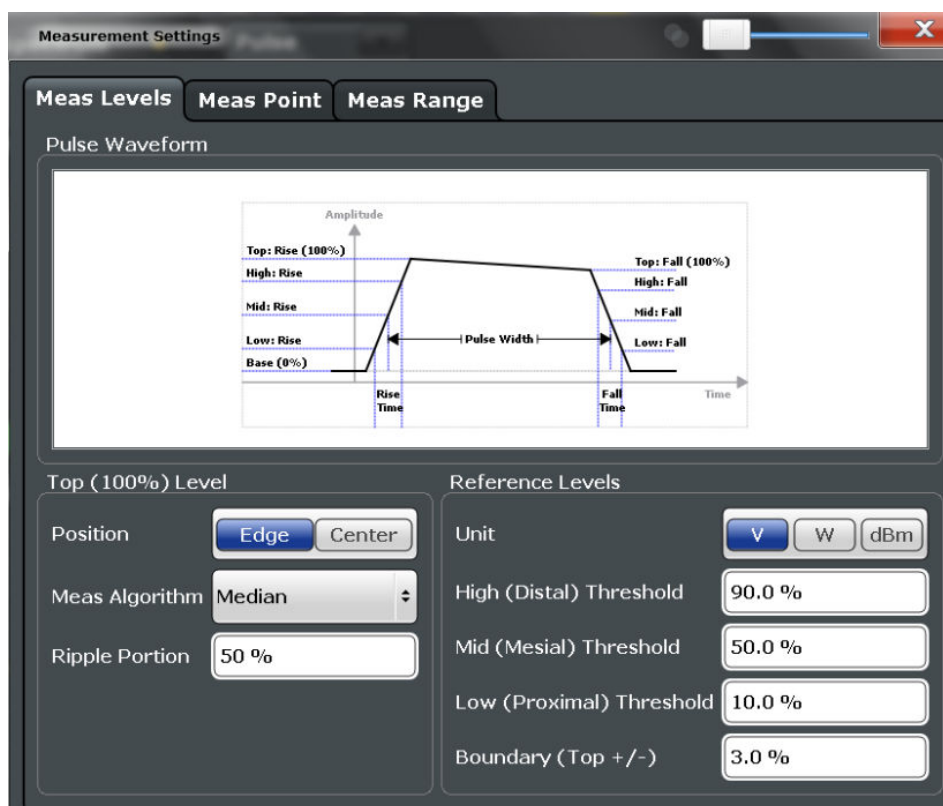 Measurement Settings
Pulse
X
Meas Levels
Meas Point
Meas Range
Pulse Waveform
Amplitude
Top: Rise (100%)
High: Rise
Mid: Rise
Low: Rise
Base (0%)
Pulse Width
Top: Fall (100%)
High: Fall
Mid: Fall
Low: Fall
Rise
Time
Fall
Time
Time
Top (100%) Level
Position
Edge
Center
Meas Algorithm
Median
Ripple Portion
50 %
Reference Levels
Unit
V
W
dBm
High (Distal) Threshold
90.0 %
Mid (Mesial) Threshold
50.0 %
Low (Proximal) Threshold
10.0 %
Boundary (Top +/-)
3.0 %